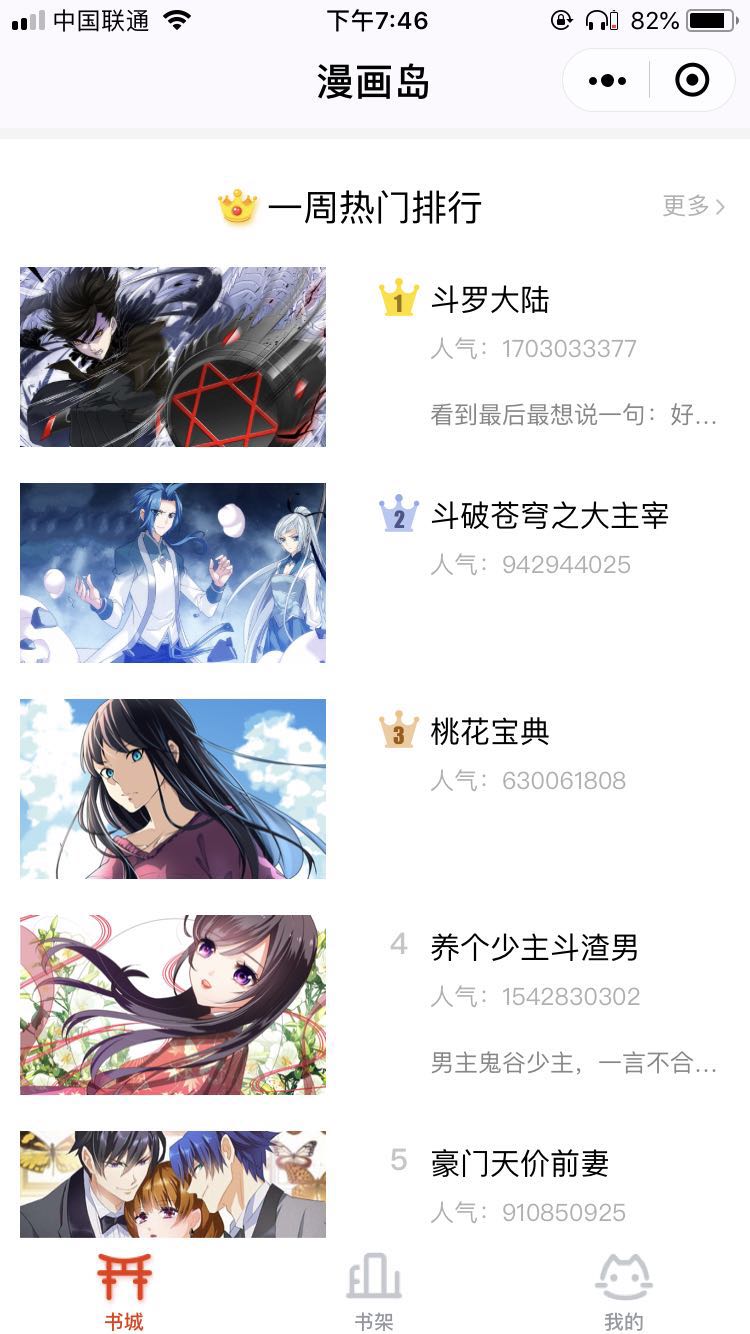 中国联通 下午7:46 82%
漫画岛
一周热门排行 更多
1 斗罗大陆
人气：1703033377
看到最后最想说一句：好...
2 斗破苍穹之大主宰
人气：942944025
3 桃花宝典
人气：630061808
4 养个少主斗渣男
人气：1542830302
男主鬼谷少主，一言不合...
5 豪门天价前妻
人气：910850925
书城 书架 我的